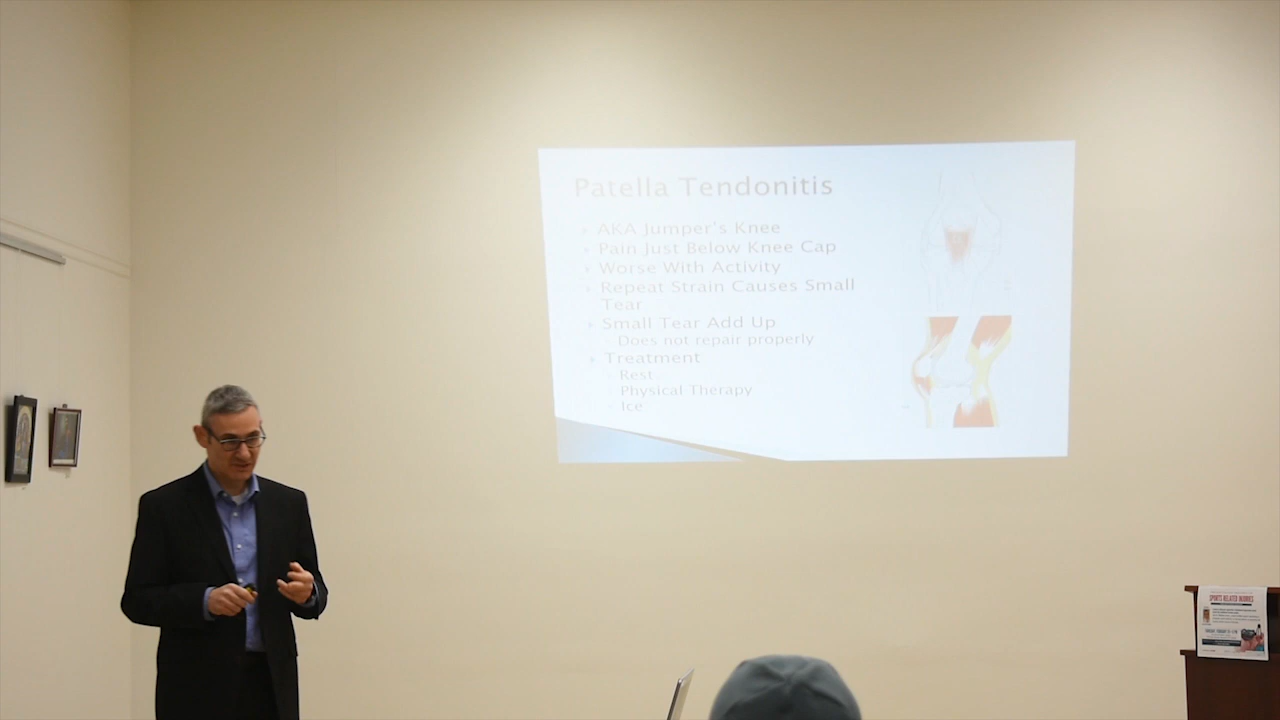 Patella Tendonitis
AKA Jumper's Knee
Pain Just Below Knee Cap
Worse With Activity
Repeat Strain Causes Small
Tear
Small Tear Add Up
Does not repair properly
Treatment
Rest
Physical Therapy
Ice
SPORTS RELATED INJURIES